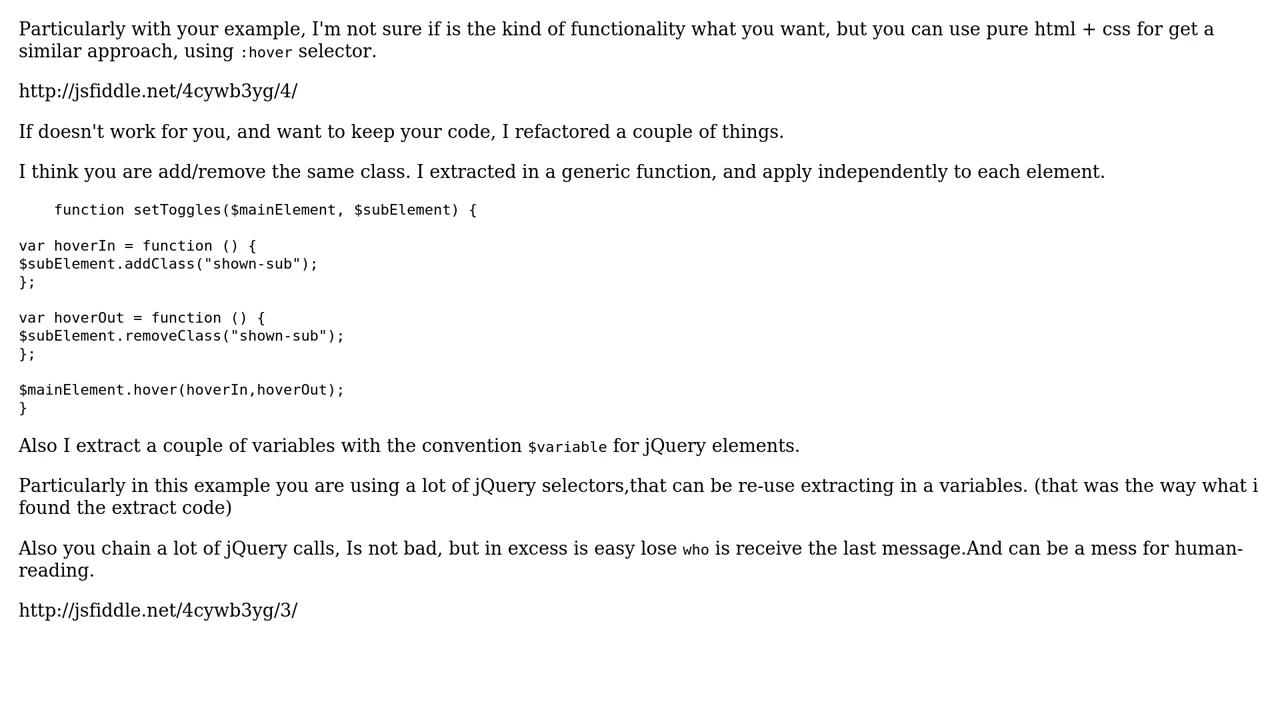 Particularly with your example, I'm not sure if is the kind of functionality what you want, but you can use pure html + css for get a
similar approach, using :hover selector.
http://jsfiddle.net/4cywb3yg/4/
If doesn't work for you, and want to keep your code, I refactored a couple of things.
I think you are add/remove the same class. I extracted in a generic function, and apply independently to each element.
function setToggles($mainElement, $subElement) {
var hoverIn = function () {
$subElement.addClass("shown-sub");
};
var hoverOut = function () {
$subElement.removeClass("shown-sub");
};
$mainElement.hover(hoverIn,hoverOut);
}
Also I extract a couple of variables with the convention $variable for jQuery elements.
Particularly in this example you are using a lot of jQuery selectors,that can be re-use extracting in a variables. (that was the way what i
found the extract code)
Also you chain a lot of jQuery calls, Is not bad, but in excess is easy lose who is receive the last message.And can be a mess for human-
reading.
http://jsfiddle.net/4cywb3yg/3/